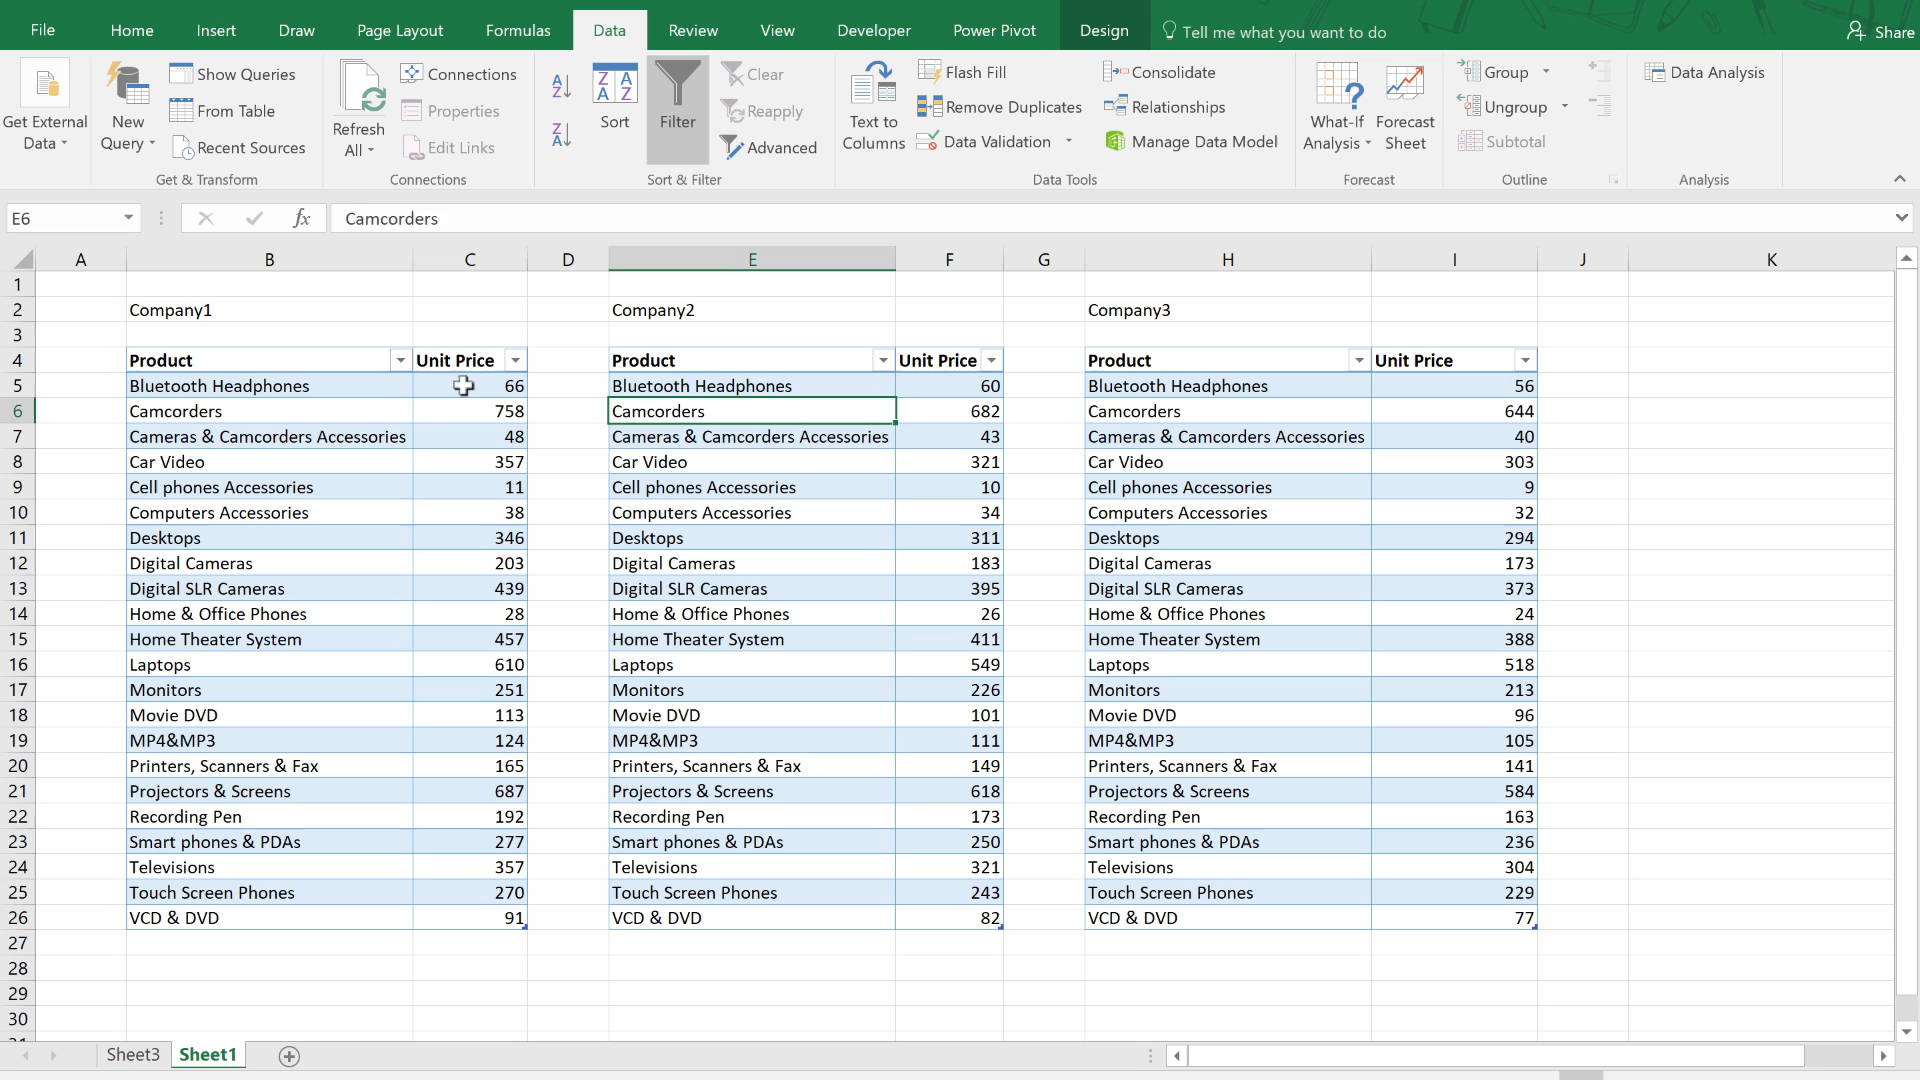 File Home Insert Draw Page Layout Formulas Data Review View Developer Power Pivot Design Tell me what you want to do Share
Get External Data
New Query
Show Queries
From Table
Recent Sources
Get & Transform
Refresh All
Connections
Properties
Edit Links
Connections
Sort
Filter
Clear
Reapply
Advanced
Sort & Filter
Text to Columns
Flash Fill
Remove Duplicates
Data Validation
Consolidate
Relationships
Manage Data Model
Data Tools
What-If Analysis
Forecast Sheet
Forecast
Group
Ungroup
Subtotal
Outline
Data Analysis
Analysis
E6 fx Camcorders
A B C D E F G H I J K
1
2 Company1 Company2 Company3
3
4 Product Unit Price Product Unit Price Product Unit Price
5 Bluetooth Headphones 66 Bluetooth Headphones 60 Bluetooth Headphones 56
6 Camcorders 758 Camcorders 682 Camcorders 644
7 Cameras & Camcorders Accessories 48 Cameras & Camcorders Accessories 43 Cameras & Camcorders Accessories 40
8 Car Video 357 Car Video 321 Car Video 303
9 Cell phones Accessories 11 Cell phones Accessories 10 Cell phones Accessories 9
10 Computers Accessories 38 Computers Accessories 34 Computers Accessories 32
11 Desktops 346 Desktops 311 Desktops 294
12 Digital Cameras 203 Digital Cameras 183 Digital Cameras 173
13 Digital SLR Cameras 439 Digital SLR Cameras 395 Digital SLR Cameras 373
14 Home & Office Phones 28 Home & Office Phones 26 Home & Office Phones 24
15 Home Theater System 457 Home Theater System 411 Home Theater System 388
16 Laptops 610 Laptops 549 Laptops 518
17 Monitors 251 Monitors 226 Monitors 213
18 Movie DVD 113 Movie DVD 101 Movie DVD 96
19 MP4&MP3 124 MP4&MP3 111 MP4&MP3 105
20 Printers, Scanners & Fax 165 Printers, Scanners & Fax 149 Printers, Scanners & Fax 141
21 Projectors & Screens 687 Projectors & Screens 618 Projectors & Screens 584
22 Recording Pen 192 Recording Pen 173 Recording Pen 163
23 Smart phones & PDAs 277 Smart phones & PDAs 250 Smart phones & PDAs 236
24 Televisions 357 Televisions 321 Televisions 304
25 Touch Screen Phones 270 Touch Screen Phones 243 Touch Screen Phones 229
26 VCD & DVD 91 VCD & DVD 82 VCD & DVD 77
27
28
29
30
Sheet3 Sheet1